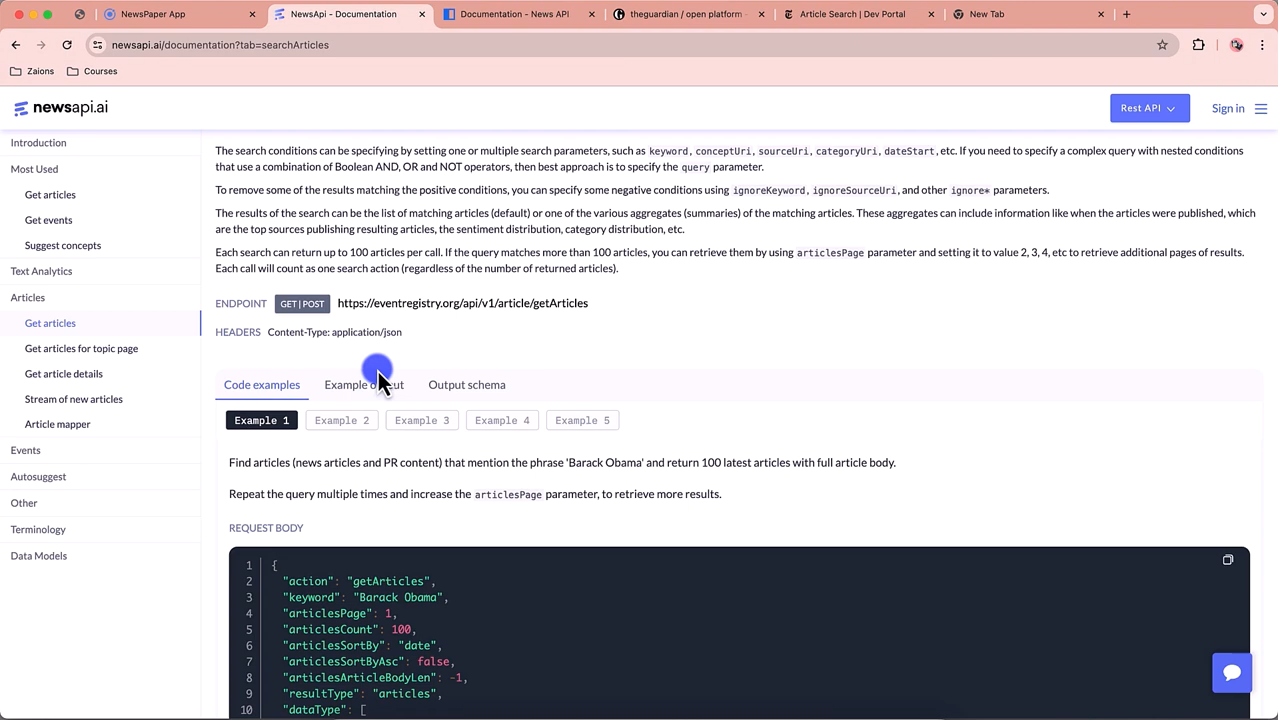 NewsPaper App
NewsApi - Documentation
Documentation - News API
theguardian / open platform -
Article Search | Dev Portal
New Tab
newsapi.ai/documentation?tab=searchArticles
Zaions
Courses
newsapi.ai
Rest API
Sign in
Introduction
Most Used
Get articles
Get events
Suggest concepts
Text Analytics
Articles
Get articles
Get articles for topic page
Get article details
Stream of new articles
Article mapper
Events
Autosuggest
Other
Terminology
Data Models
The search conditions can be specifying by setting one or multiple search parameters, such as keyword, conceptUri, sourceUri, categoryUri, dateStart, etc. If you need to specify a complex query with nested conditions
that use a combination of Boolean AND, OR and NOT operators, then best approach is to specify the query parameter.
To remove some of the results matching the positive conditions, you can specify some negative conditions using ignoreKeyword, ignoreSourceUri, and other ignore* parameters.
The results of the search can be the list of matching articles (default) or one of the various aggregates (summaries) of the matching articles. These aggregates can include information like when the articles were published, which
are the top sources publishing resulting articles, the sentiment distribution, category distribution, etc.
Each search can return up to 100 articles per call. If the query matches more than 100 articles, you can retrieve them by using articlesPage parameter and setting it to value 2, 3, 4, etc to retrieve additional pages of results.
Each call will count as one search action (regardless of the number of returned articles).
ENDPOINT GET | POST https://eventregistry.org/api/v1/article/getArticles
HEADERS Content-Type: application/json
Code examples
Example
Output schema
Example 1
Example 2
Example 3
Example 4
Example 5
Find articles (news articles and PR content) that mention the phrase 'Barack Obama' and return 100 latest articles with full article body.
Repeat the query multiple times and increase the articlesPage parameter, to retrieve more results.
REQUEST BODY
1 {
2 "action": "getArticles",
3 "keyword": "Barack Obama",
4 "articlesPage": 1,
5 "articlesCount": 100,
6 "articlesSortBy": "date",
7 "articlesSortByAsc": false,
8 "articlesArticleBodyLen": -1,
9 "resultType": "articles",
10 "dataType": [